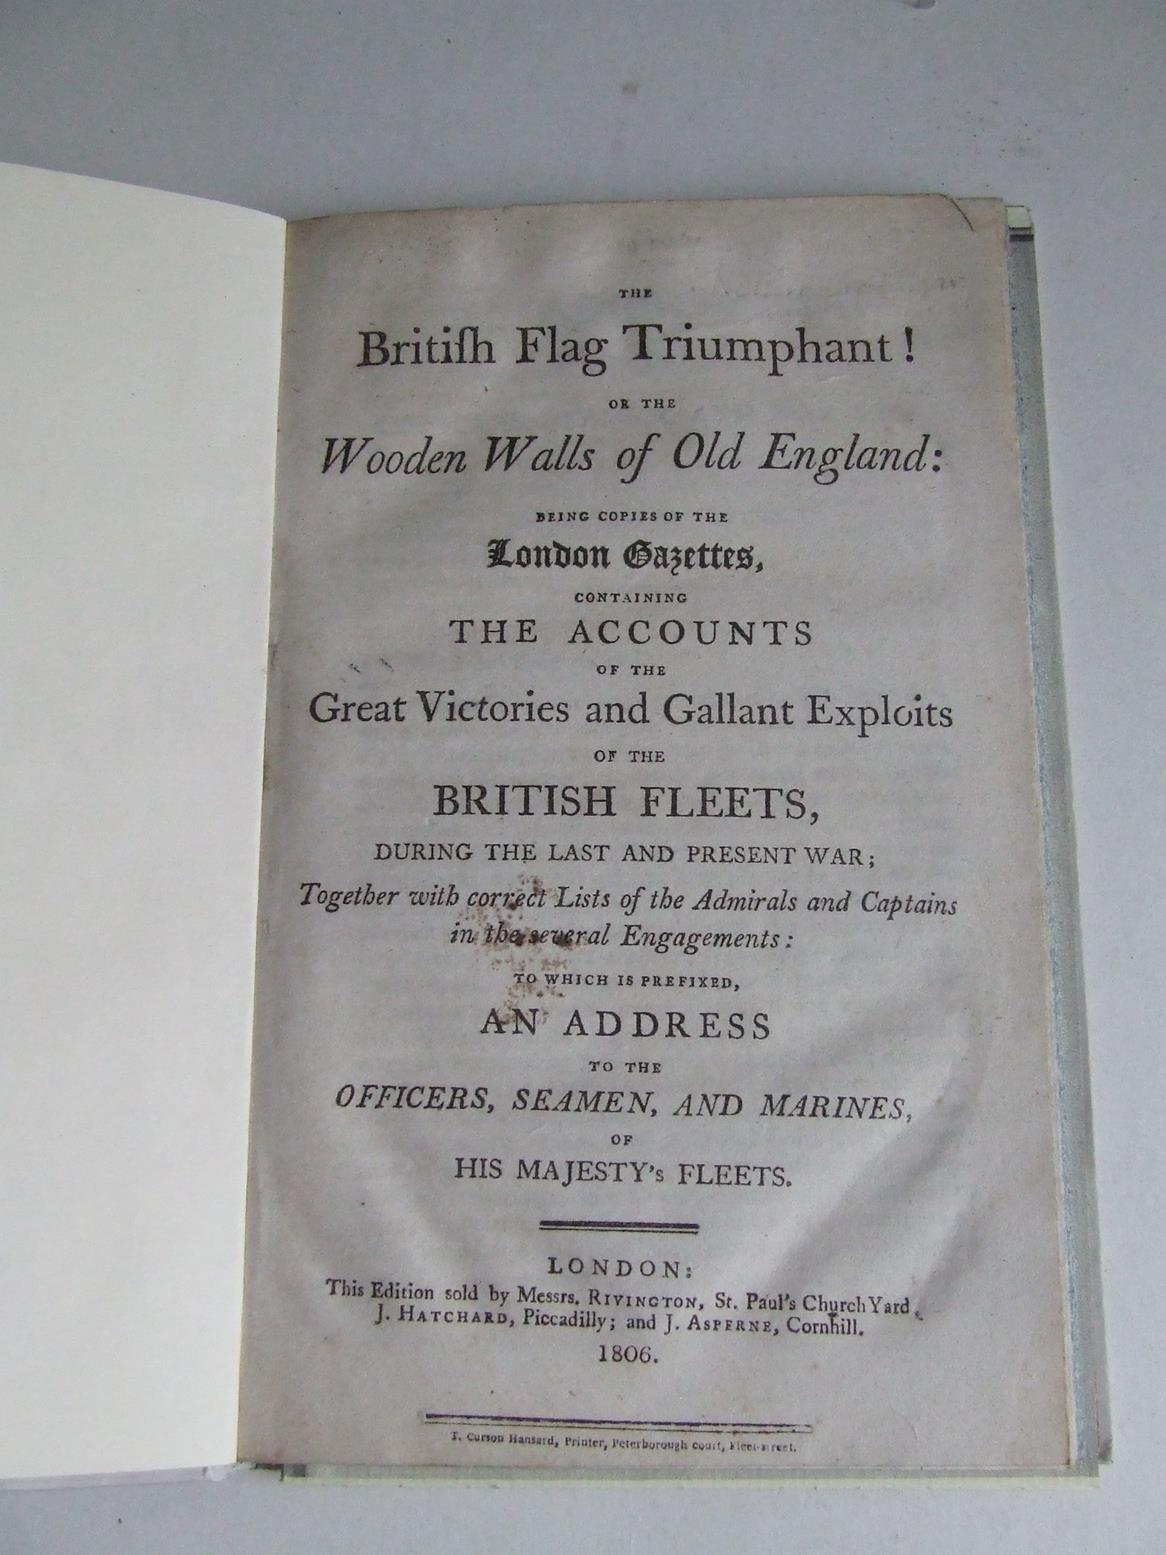 THE
Britiſh Flag Triumphant!
OR THE
Wooden Walls of Old England:
BEING COPIES OF THE
London Gazettes,
CONTAINING
THE ACCOUNTS
OF THE
Great Victories and Gallant Exploits
OF THE
BRITISH FLEETS,
DURING THE LAST AND PRESENT WAR;
Together with correct Lists of the Admirals and Captains
in the several Engagements:
TO WHICH IS PREFIXED,
AN ADDRESS
TO THE
OFFICERS, SEAMEN, AND MARINES,
OF
HIS MAJESTY's FLEETS.
LONDON:
This Edition sold by Messrs. RIVINGTON, St. Paul's Church Yard,
J. HATCHARD, Piccadilly; and J. ASPERNE, Cornhill.
1806.
T. Curson Hansard, Printer, Peterborough Court, Fleet-street.